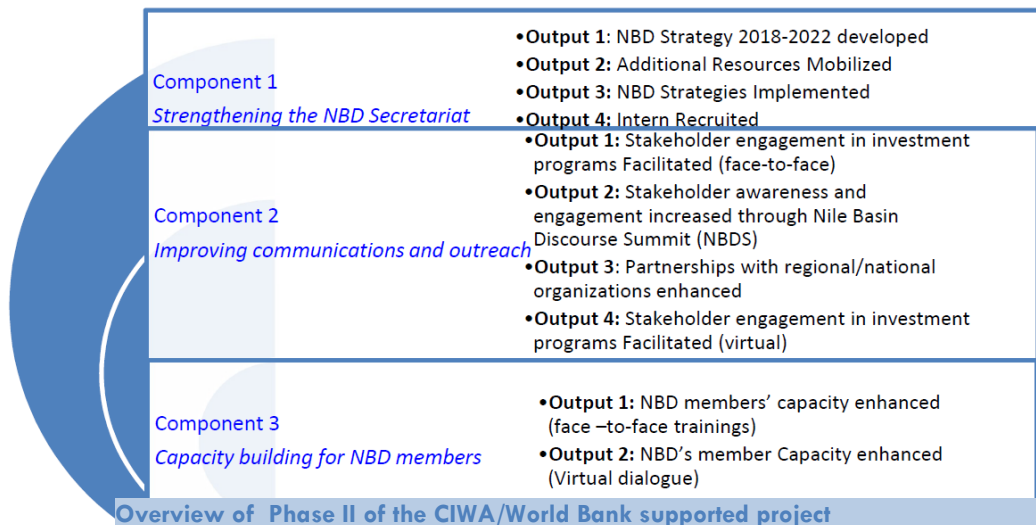 Component 1
Strengthening the NBD Secretariat
•Output 1: NBD Strategy 2018-2022 developed
•Output 2: Additional Resources Mobilized
•Output 3: NBD Strategies Implemented
•Output 4: Intern Recruited
Component 2
Improving communications and outreach
•Output 1: Stakeholder engagement in investment
programs Facilitated (face-to-face)
•Output 2: Stakeholder awareness and
engagement increased through Nile Basin
Discourse Summit (NBDS)
•Output 3: Partnerships with regional/national
organizations enhanced
•Output 4: Stakeholder engagement in investment
programs Facilitated (virtual)
Component 3
Capacity building for NBD members
•Output 1: NBD members’ capacity enhanced
(face –to-face trainings)
•Output 2: NBD’s member Capacity enhanced
(Virtual dialogue)
Overview of Phase II of the CIWA/World Bank supported project